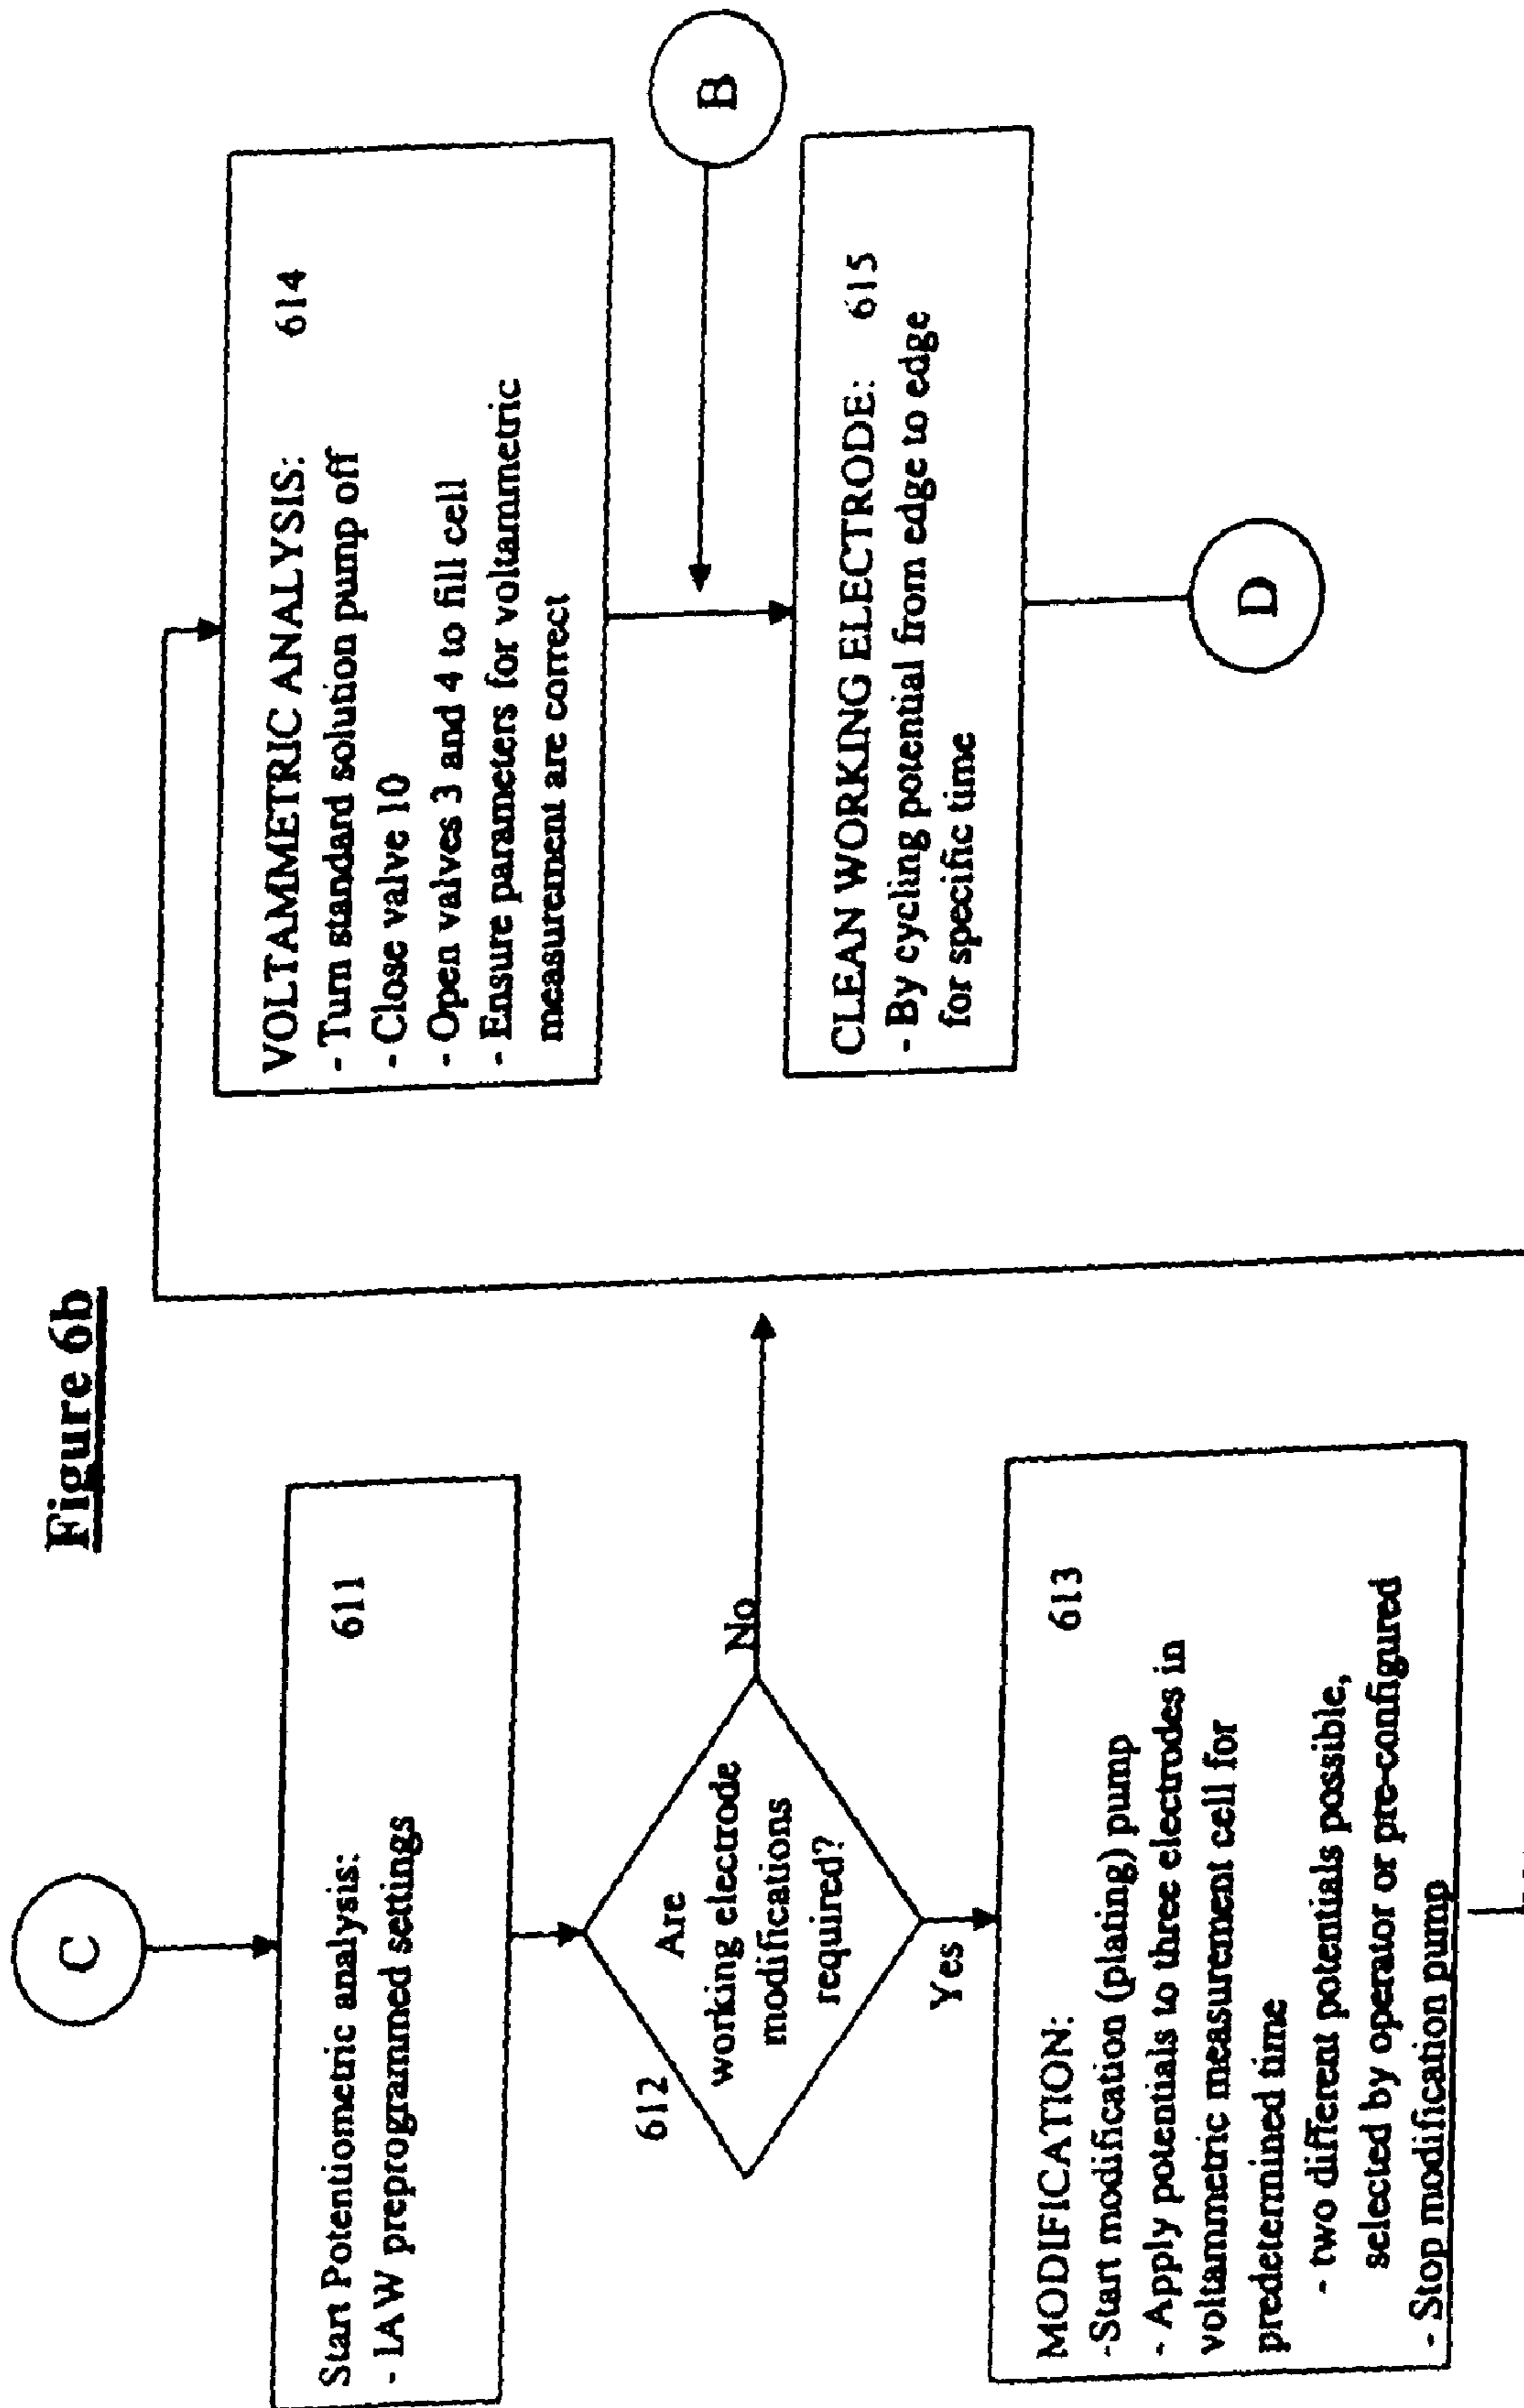 Figure 6b
C
Start Potentiometric analysis: 611
- IAW preprogrammed settings
612
Are
working electrode
modifications
required?
No
Yes
MODIFICATION: 613
-Start modification (plating) pump
- Apply potentials to three electrodes in
voltammetric measurement cell for
predetermined time
- two different potentials possible,
selected by operator or pre-configured
- Stop modification pump
VOLTAMMETRIC ANALYSIS: 614
- Turn standard solution pump off
- Close valve 10
- Open valves 3 and 4 to fill cell
- Ensure parameters for voltammetric
measurement are correct
B
CLEAN WORKING ELECTRODE: 615
- By cycling potential from edge to edge
for specific time
D